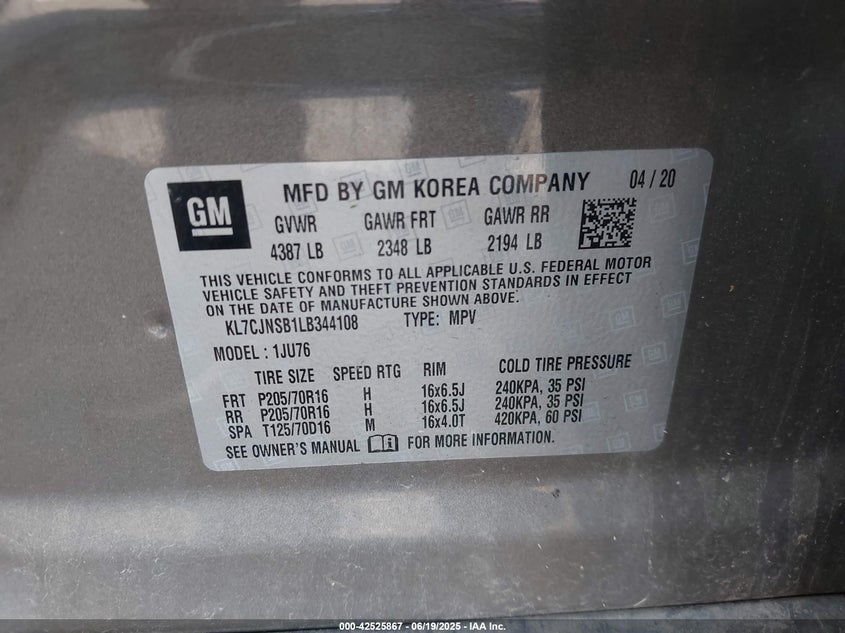 GM
MFD BY GM KOREA COMPANY 04 / 20
GVWR GAWR FRT GAWR RR
4387 LB 2348 LB 2194 LB
THIS VEHICLE CONFORMS TO ALL APPLICABLE U.S. FEDERAL MOTOR
VEHICLE SAFETY AND THEFT PREVENTION STANDARDS IN EFFECT
ON THE DATE OF MANUFACTURE SHOWN ABOVE.
KL7CJNSB1LB344108 TYPE: MPV
MODEL : 1JU76
TIRE SIZE SPEED RTG RIM COLD TIRE PRESSURE
FRT P205/70R16 H 16x6.5J 240KPA, 35 PSI
RR P205/70R16 H 16x6.5J 240KPA, 35 PSI
SPA T125/70D16 M 16x4.0T 420KPA, 60 PSI
SEE OWNER'S MANUAL FOR MORE INFORMATION.
000-42525867 - 06/19/2025 - IAA Inc.